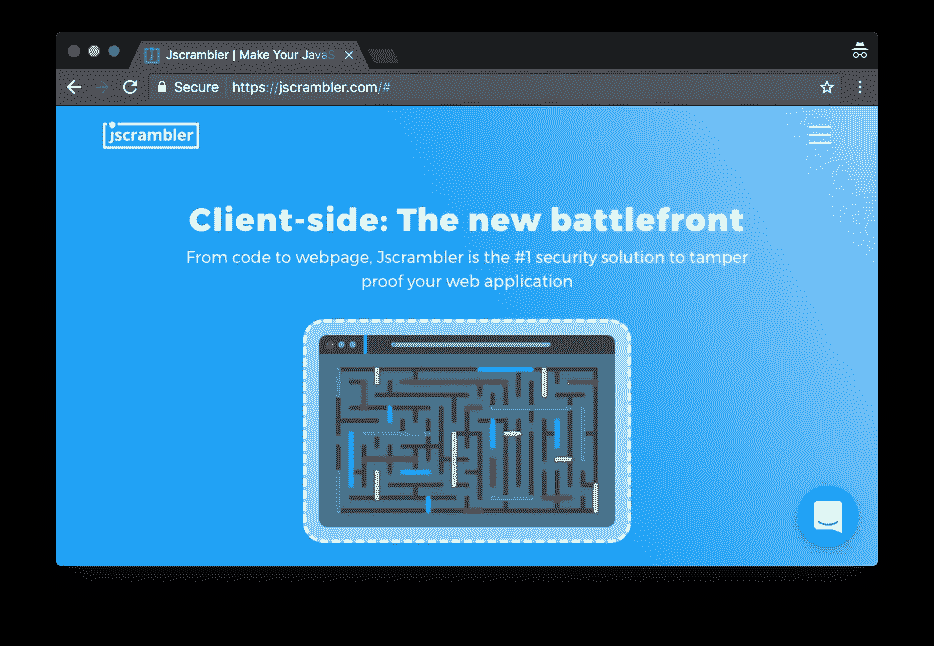 Jscrambler | Make Your JavaS
Secure https://jscrambler.com/#
jscrambler
Client-side: The new battlefront
From code to webpage, Jscrambler is the #1 security solution to tamper
proof your web application